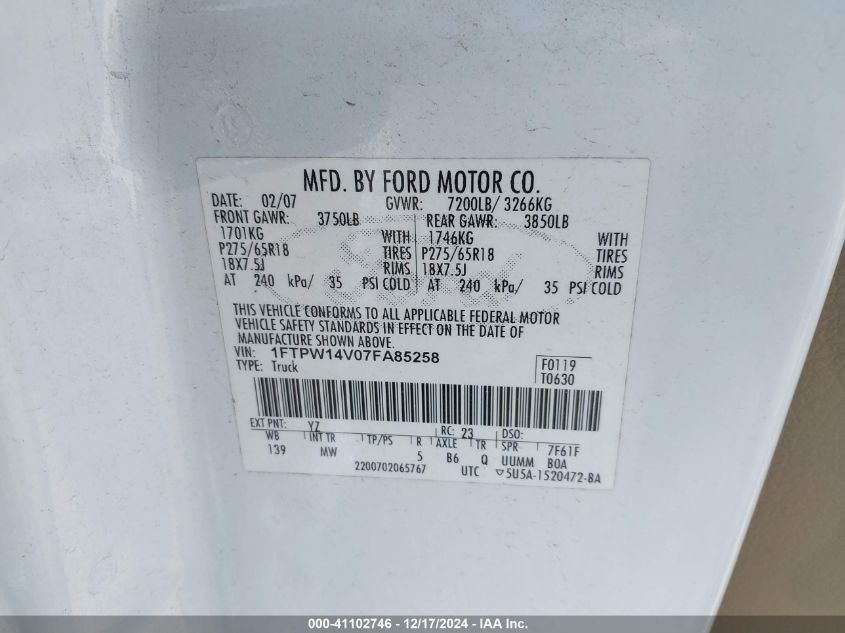 MFD. BY FORD MOTOR CO.
DATE: 02/07 GVWR: 7200LB/ 3266KG
FRONT GAWR: 3750LB REAR GAWR: 3850LB
1701KG WITH 1746KG WITH
P275/65R18 TIRES P275/65R18 TIRES
18X7.5J RIMS 18X7.5J RIMS
AT 240 kPa/ 35 PSI COLD AT 240 kPa/ 35 PSI COLD
THIS VEHICLE CONFORMS TO ALL APPLICABLE FEDERAL MOTOR
VEHICLE SAFETY STANDARDS IN EFFECT ON THE DATE OF
MANUFACTURE SHOWN ABOVE.
VIN: 1FTPW14V07FA85258
TYPE: Truck
F0119
T0630
EXT PNT: YZ RC: 23 DSO:
WB INT TR TP/PS R AXLE TR SPR 7F61F
139 MW 5 B6 Q UUMM BOA
2200702065767 UTC 5U5A-1520472-BA
000-41102746 - 12/17/2024 - IAA Inc.